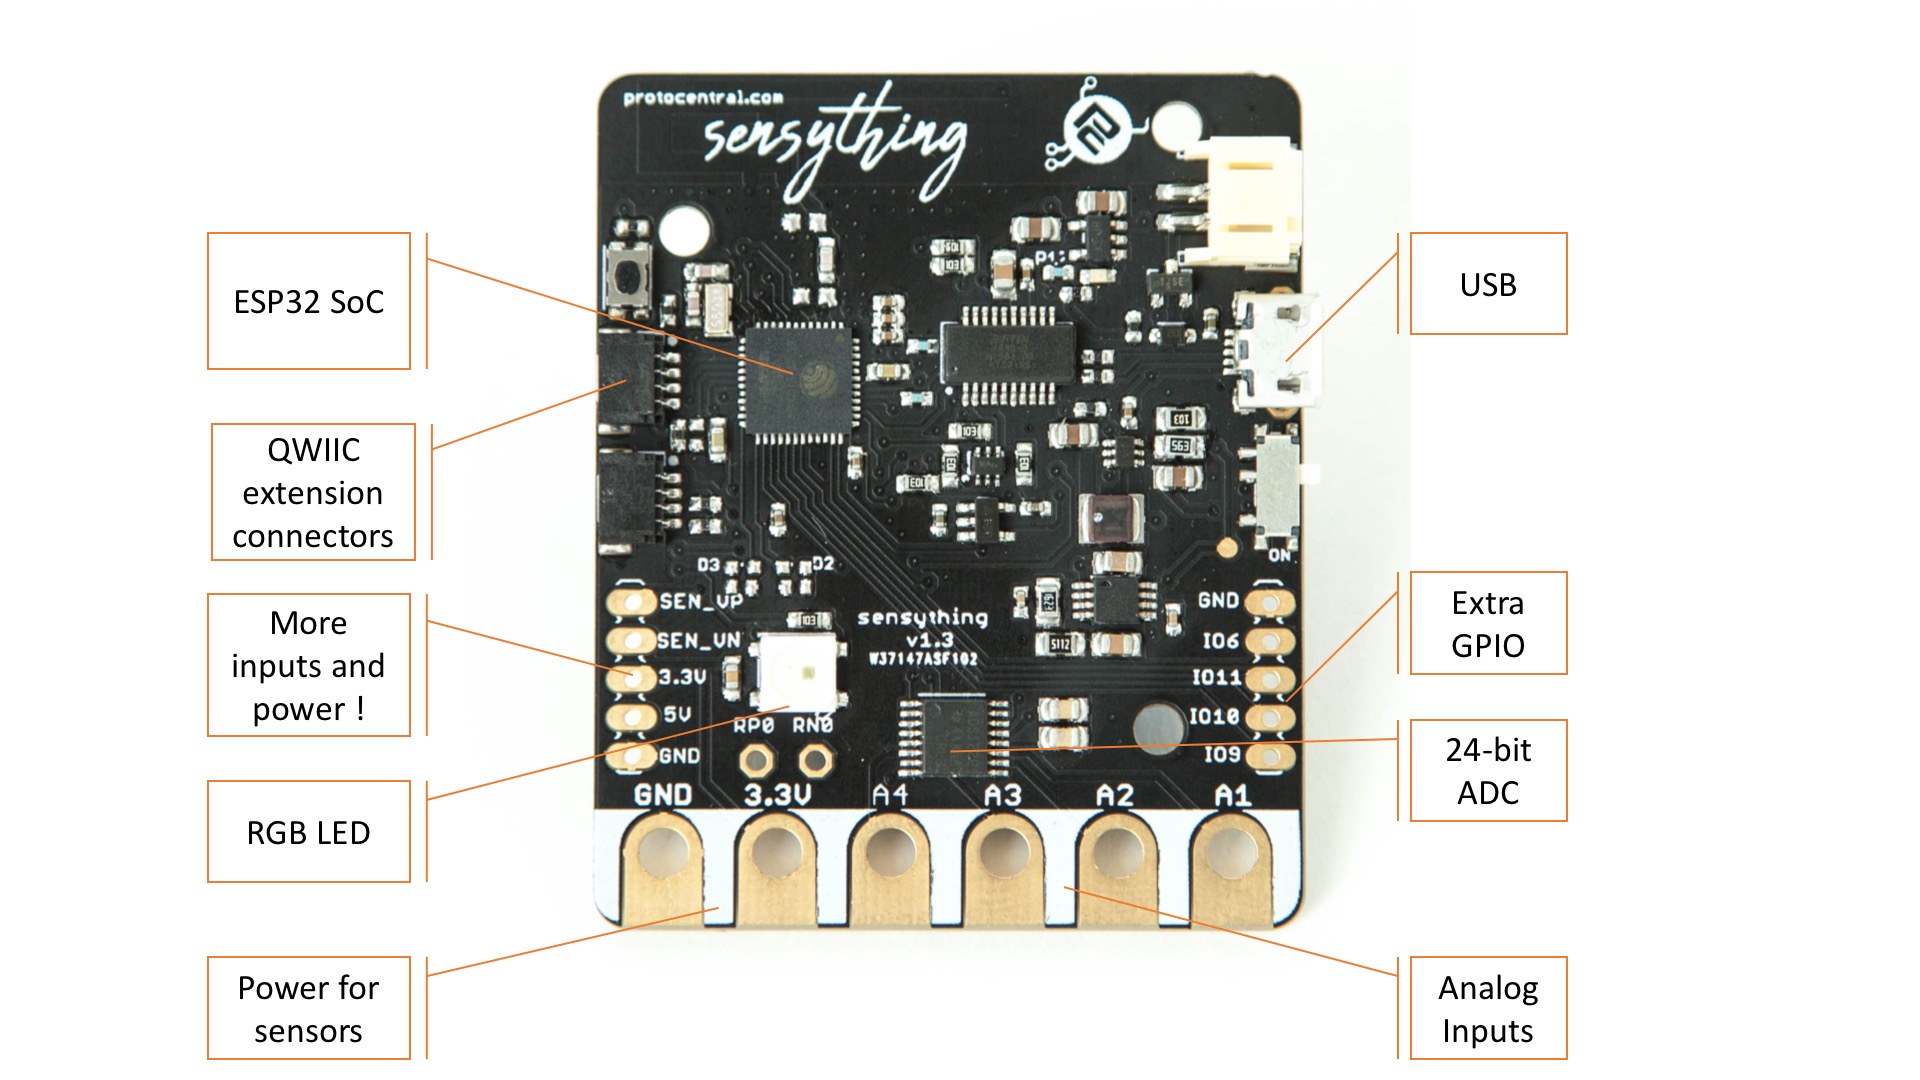 protocentral.com
sensything
ESP32 SoC
QWIIC
extension
connectors
More
inputs and
power !
RGB LED
Power for
sensors
USB
Extra
GPIO
24-bit
ADC
Analog
Inputs
103
ON
D3
D2
SEN_VP
SEN_VN
3.3V
5V
GND
RP0 RN0
sensything
v1.3
W37147ASF102
GND
IO6
IO11
IO10
IO9
GND 3.3V A4 A3 A2 A1